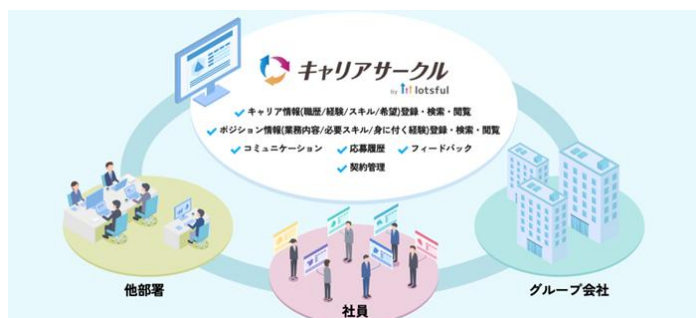 キャリアサークル
by lotsful
✓ キャリア情報(職歴/経験/スキル/希望)登録・検索・閲覧
✓ ポジション情報(業務内容/必要スキル/身に付く経験)登録・検索・閲覧
✓ コミュニケーション ✓ 応募履歴 ✓ フィードバック
✓ 契約管理
他部署
社員
グループ会社